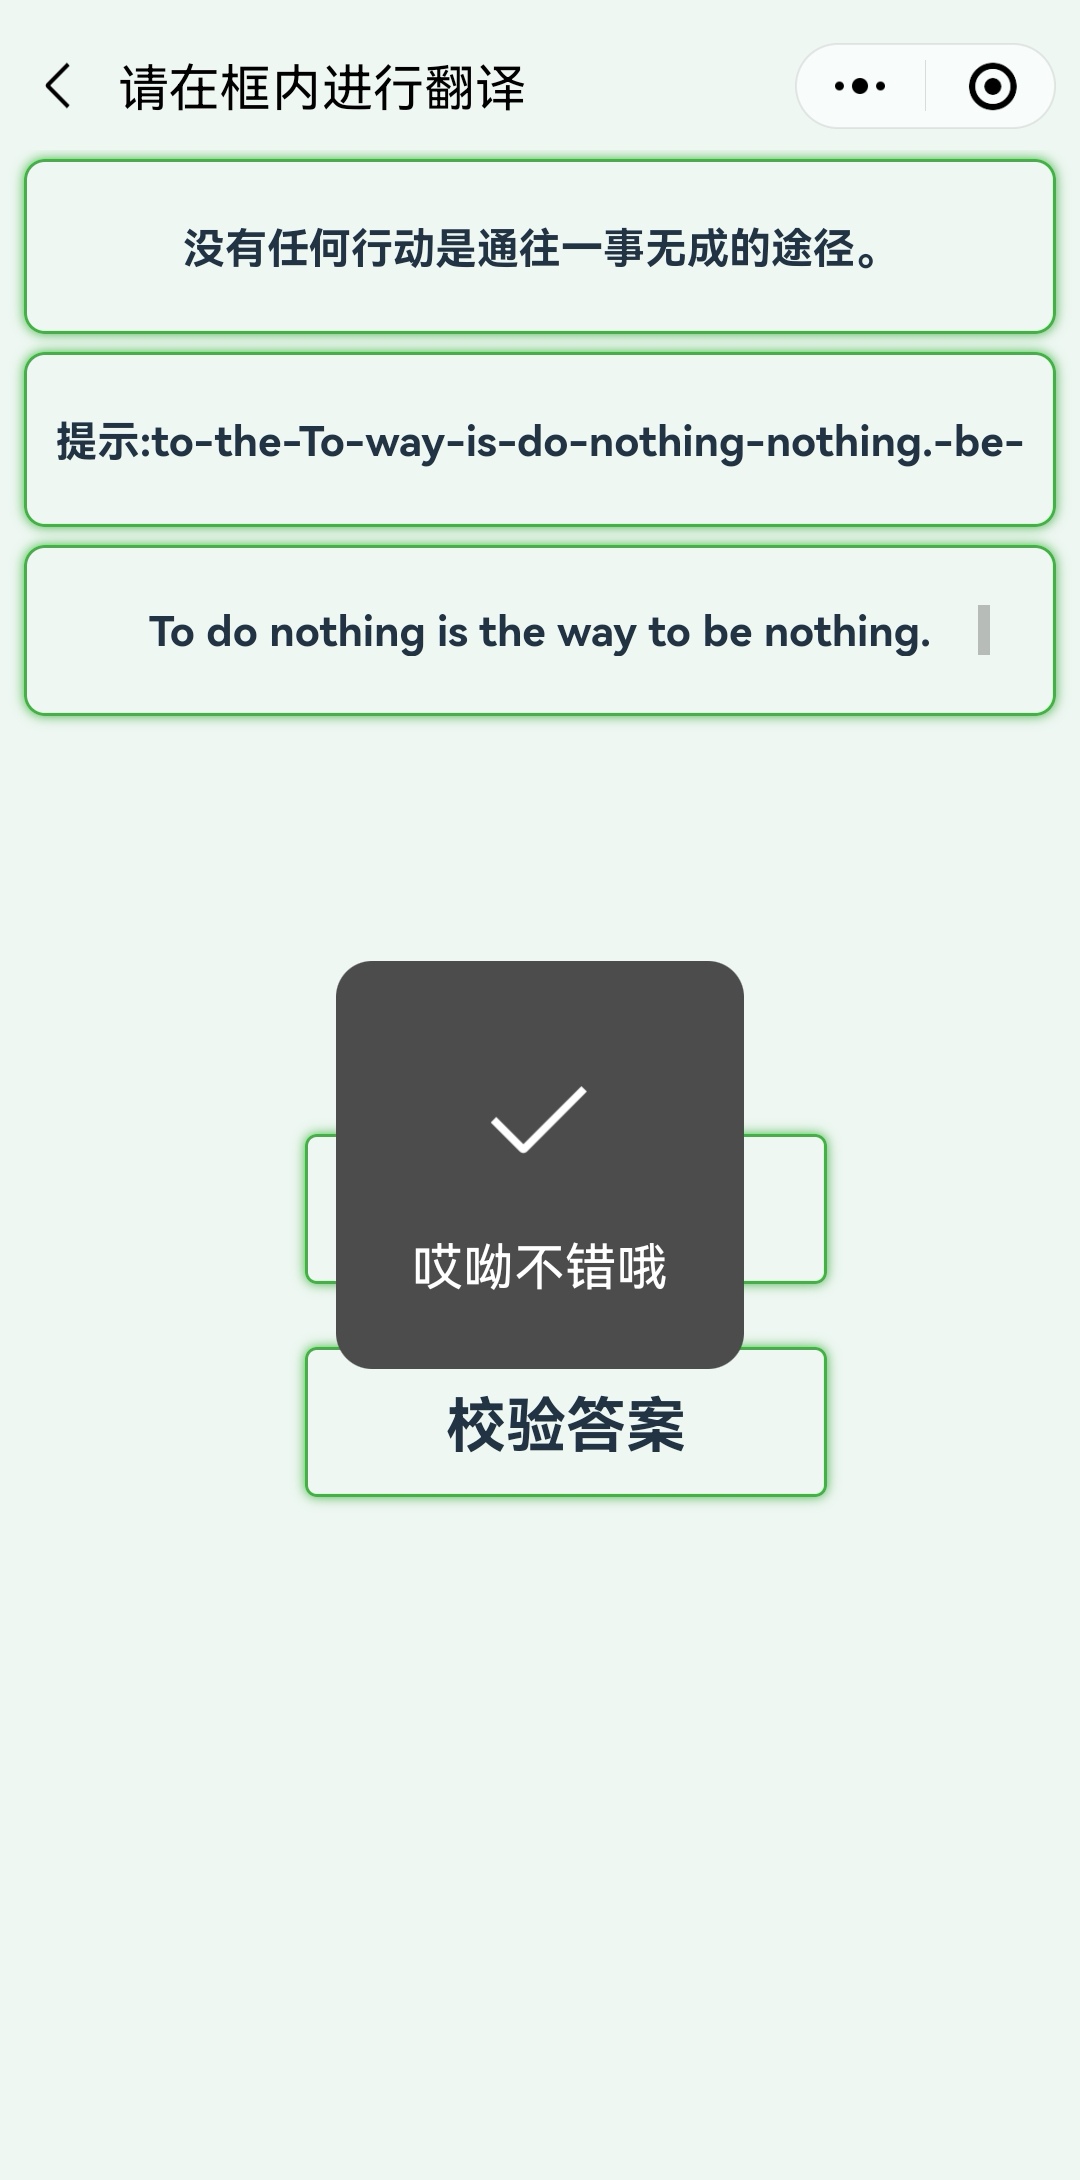 请在框内进行翻译
没有任何行动是通往一事无成的途径。
提示:to-the-To-way-is-do-nothing-nothing.-be-
To do nothing is the way to be nothing.
哎呦不错哦
校验答案